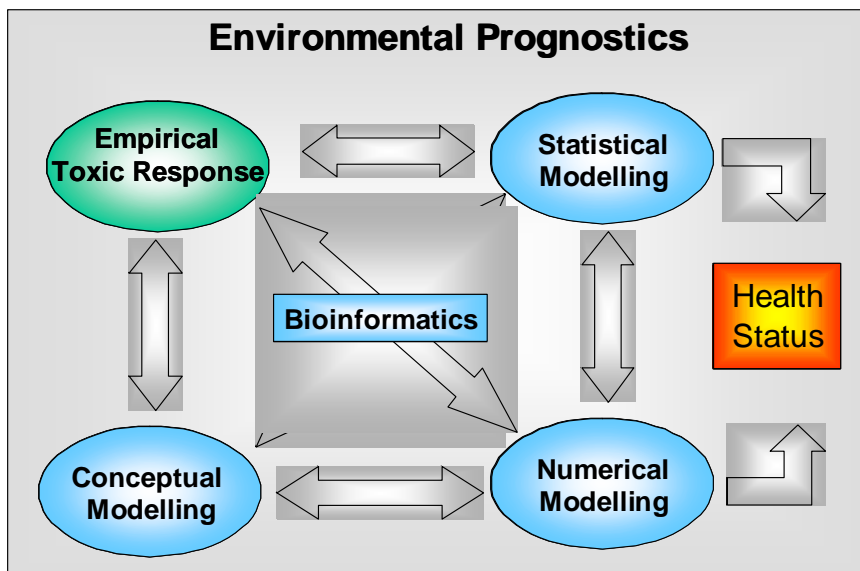 Environmental Prognostics
Empirical
Toxic Response
Statistical
Modelling
Bioinformatics
Health
Status
Conceptual
Modelling
Numerical
Modelling